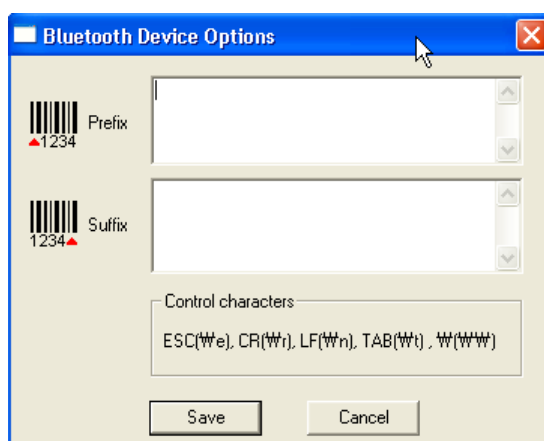 Bluetooth Device Options
Prefix
1234
Suffix
1234
Control characters
ESC(₩e), CR(₩r), LF(₩n), TAB(₩t) , ₩(₩₩)
Save
Cancel